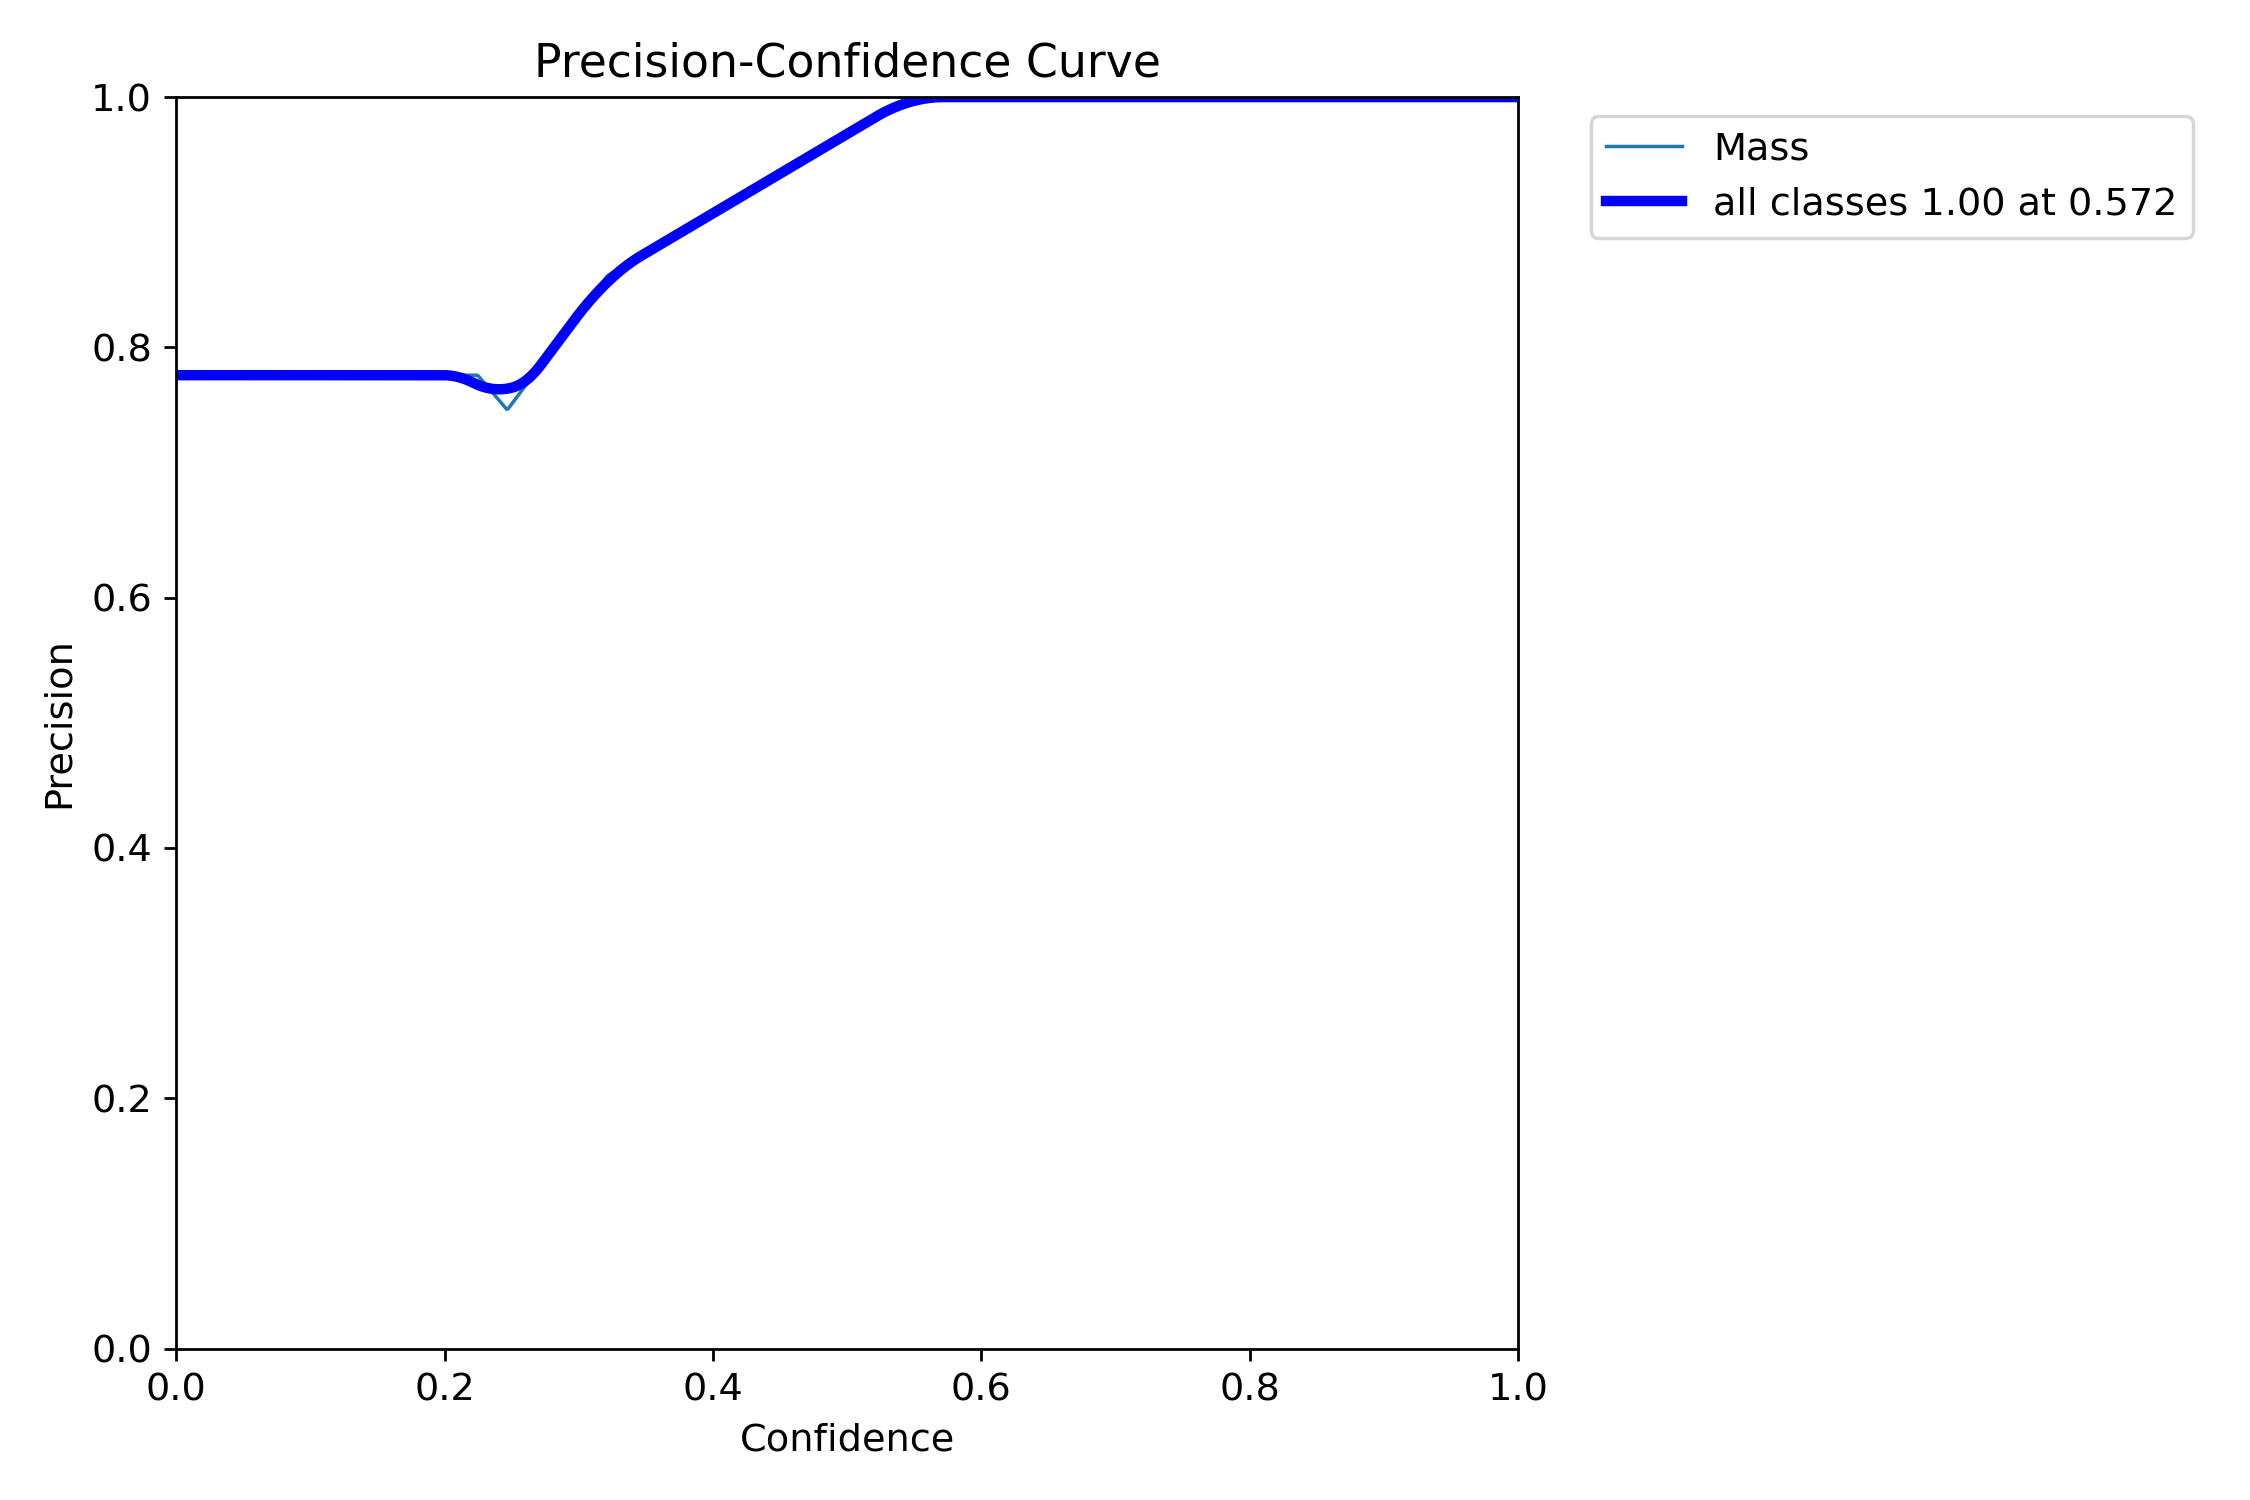 Precision-Confidence Curve
1.0
0.8
0.6
0.4
0.2
0.0
Precision
0.0 0.2 0.4 0.6 0.8 1.0
Confidence
Mass
all classes 1.00 at 0.572